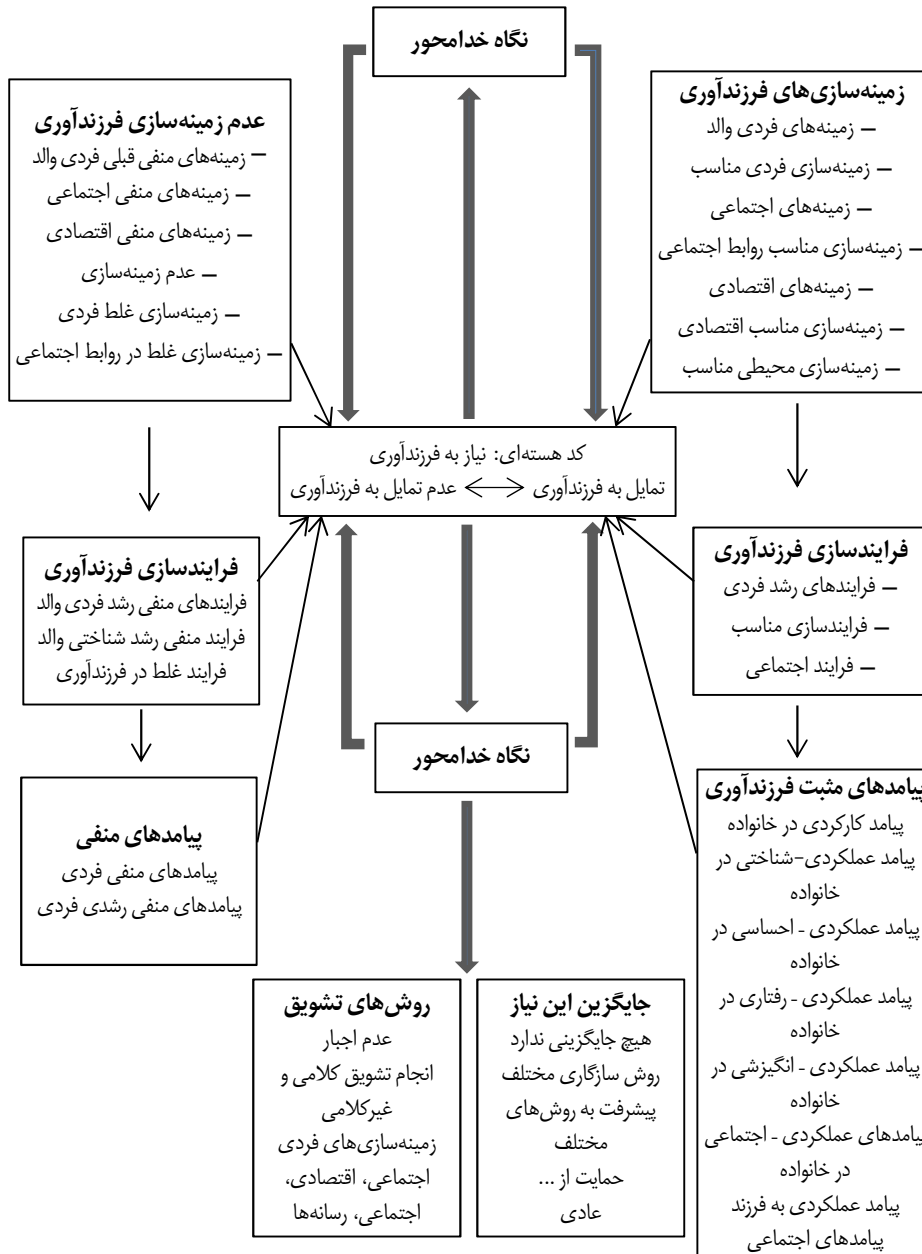 نگاه خدامحور
زمینه‌سازی‌های فرزندآوری
– زمینه‌های فردی والد
– زمینه‌سازی فردی مناسب
– زمینه‌های اجتماعی
– زمینه‌سازی مناسب روابط اجتماعی
– زمینه‌های اقتصادی
– زمینه‌سازی مناسب اقتصادی
– زمینه‌سازی محیطی مناسب
عدم زمینه‌سازی فرزندآوری
– زمینه‌های منفی قبلی فردی والد
– زمینه‌های منفی اجتماعی
– زمینه‌های منفی اقتصادی
– عدم زمینه‌سازی
– زمینه‌سازی غلط فردی
– زمینه‌سازی غلط در روابط اجتماعی
کد هسته‌ای: نیاز به فرزندآوری
تمایل به فرزندآوری ⟷ عدم تمایل به فرزندآوری
فرایندسازی فرزندآوری
– فرایندهای رشد فردی
– فرایندسازی مناسب
– فرایند اجتماعی
فرایندسازی فرزندآوری
فرایندهای منفی رشد فردی والد
فرایند منفی رشد شناختی والد
فرایند غلط در فرزندآوری
نگاه خدامحور
پیامدهای مثبت فرزندآوری
پیامد کارکردی در خانواده
پیامد عملکردی-شناختی در
خانواده
پیامد عملکردی ـ احساسی در
خانواده
پیامد عملکردی ـ رفتاری در
خانواده
پیامد عملکردی ـ انگیزشی در
خانواده
پیامدهای عملکردی ـ اجتماعی
در خانواده
پیامد عملکردی به فرزند
پیامدهای اجتماعی
پیامدهای منفی
پیامدهای منفی فردی
پیامدهای منفی رشدی فردی
جایگزین این نیاز
هیچ جایگزینی ندارد
روش سازگاری مختلف
پیشرفت به روش‌های
مختلف
حمایت از ...
عادی
روش‌های تشویق
عدم اجبار
انجام تشویق کلامی و
غیرکلامی
زمینه‌سازی‌های فردی
اجتماعی، اقتصادی،
اجتماعی، رسانه‌ها